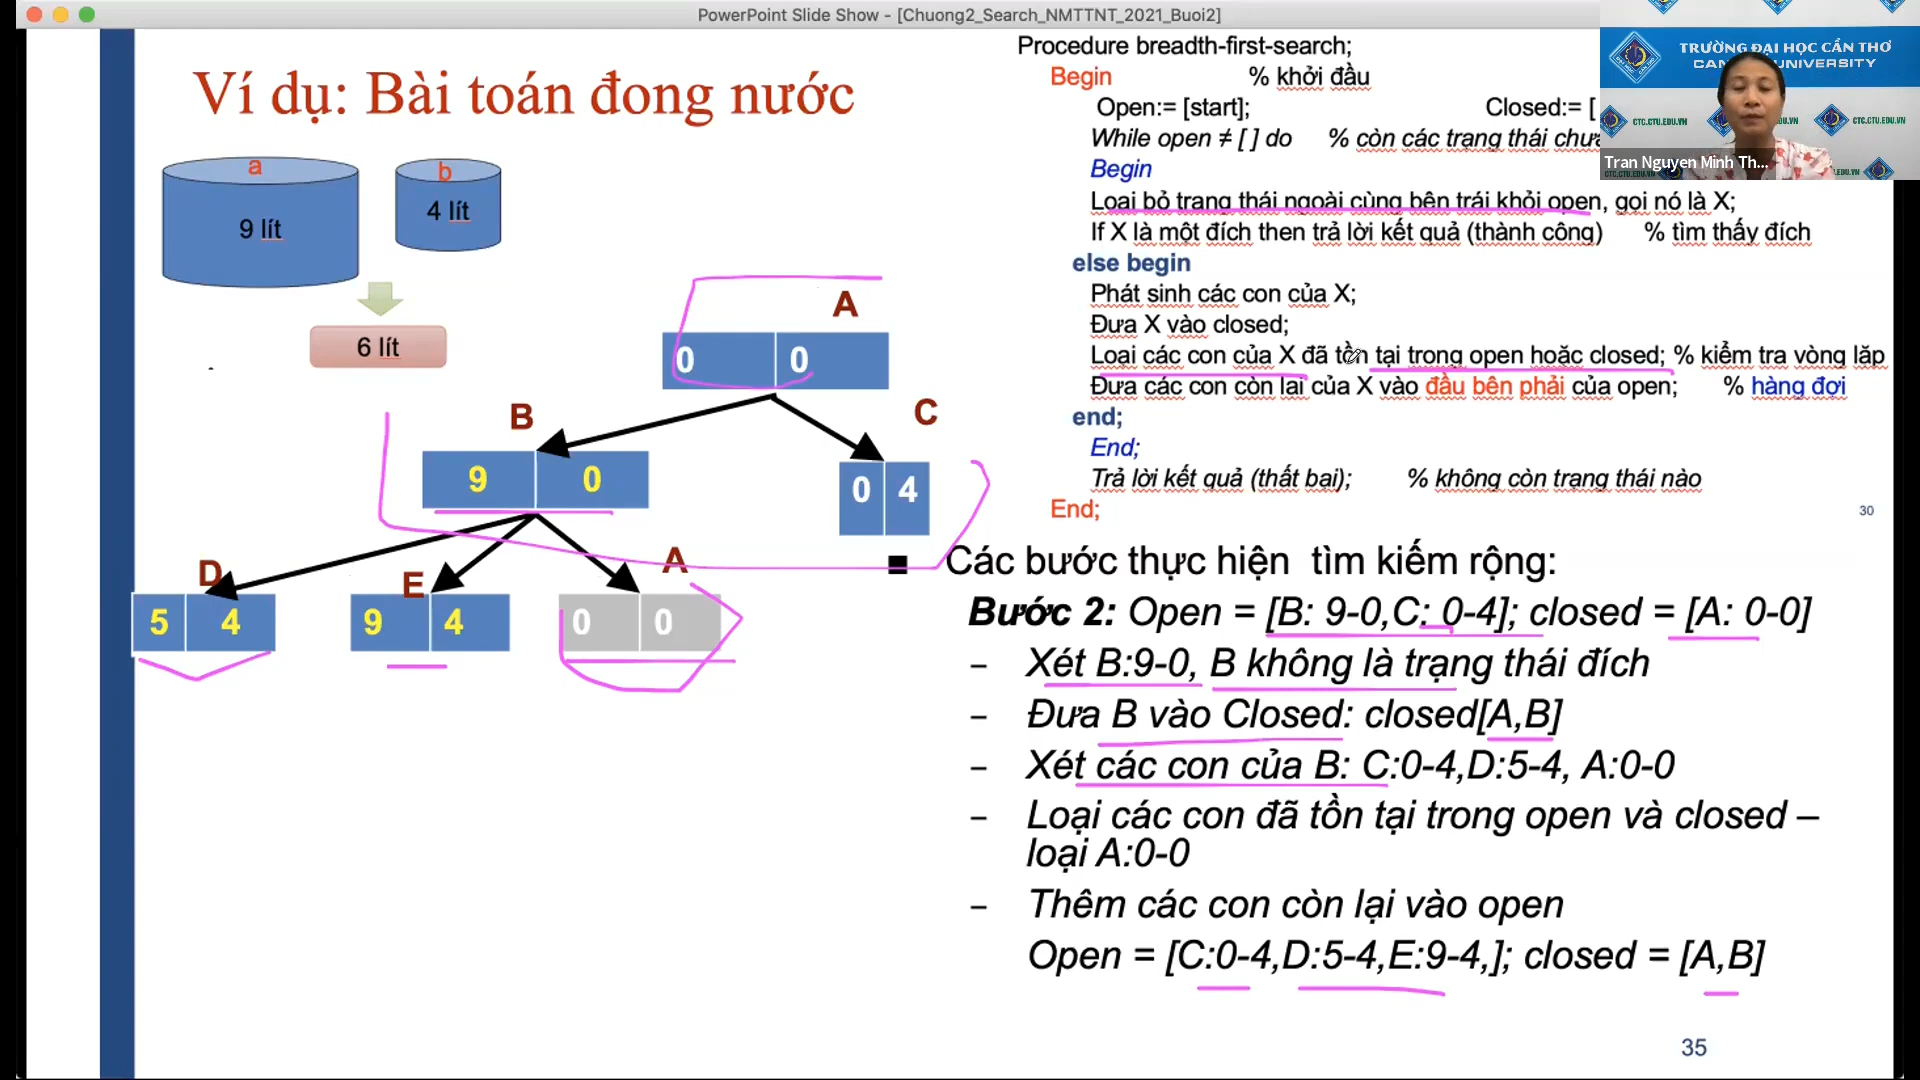 PowerPoint Slide Show - [Chuong2_Search_NMTTNT_2021_Buoi2]
Ví dụ: Bài toán đong nước
a
9 lít
b
4 lít
6 lít
A
0 0
B
9 0
C
0 4
D
5 4
E
9 4
A
0 0
Procedure breadth-first-search;
Begin % khởi đầu
Open:= [start]; Closed:= [
While open ≠ [ ] do % còn các trạng thái chưa
Begin
Loại bỏ trạng thái ngoài cùng bên trái khỏi open, gọi nó là X;
If X là một đích then trả lời kết quả (thành công) % tìm thấy đích
else begin
Phát sinh các con của X;
Đưa X vào closed;
Loại các con của X đã tồn tại trong open hoặc closed; % kiểm tra vòng lặp
Đưa các con còn lại của X vào đầu bên phải của open; % hàng đợi
end;
End;
Trả lời kết quả (thất bại); % không còn trạng thái nào
End;
30
■ Các bước thực hiện tìm kiếm rộng:
Bước 2: Open = [B: 9-0,C: 0-4]; closed = [A: 0-0]
– Xét B:9-0, B không là trạng thái đích
– Đưa B vào Closed: closed[A,B]
– Xét các con của B: C:0-4,D:5-4, A:0-0
– Loại các con đã tồn tại trong open và closed –
loại A:0-0
– Thêm các con còn lại vào open
Open = [C:0-4,D:5-4,E:9-4,]; closed = [A,B]
35
TRƯỜNG ĐẠI HỌC CẦN THƠ
CAN UNIVERSITY
CTC.CTU.EDU.VN
CTC.CTU.EDU.VN
Tran Nguyen Minh Th...